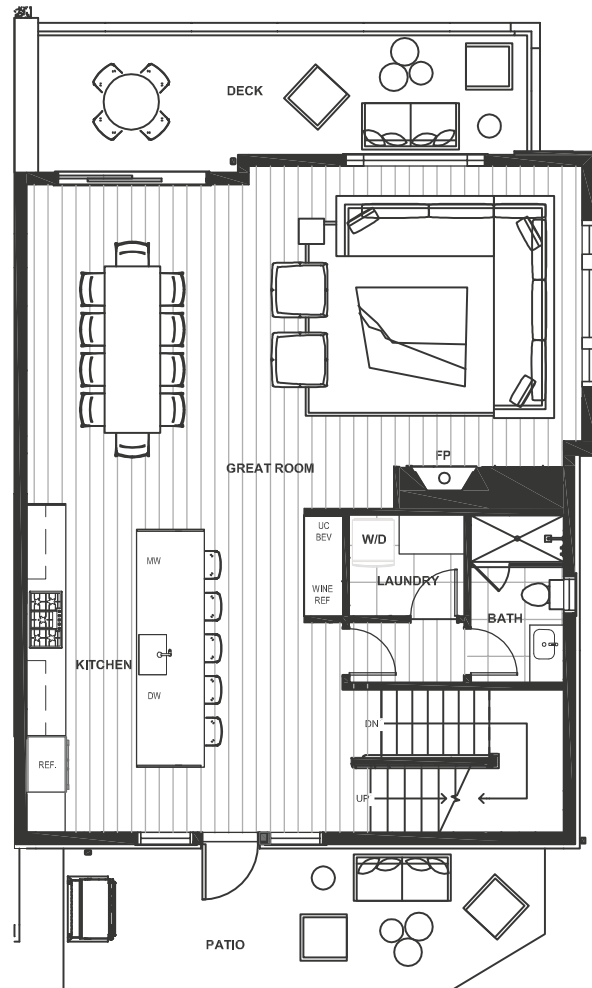 DECK
FP
GREAT ROOM
UC
BEV
W/D
MW
LAUNDRY
WINE
REF
BATH
KITCHEN
DW
DN
REF.
UP
PATIO